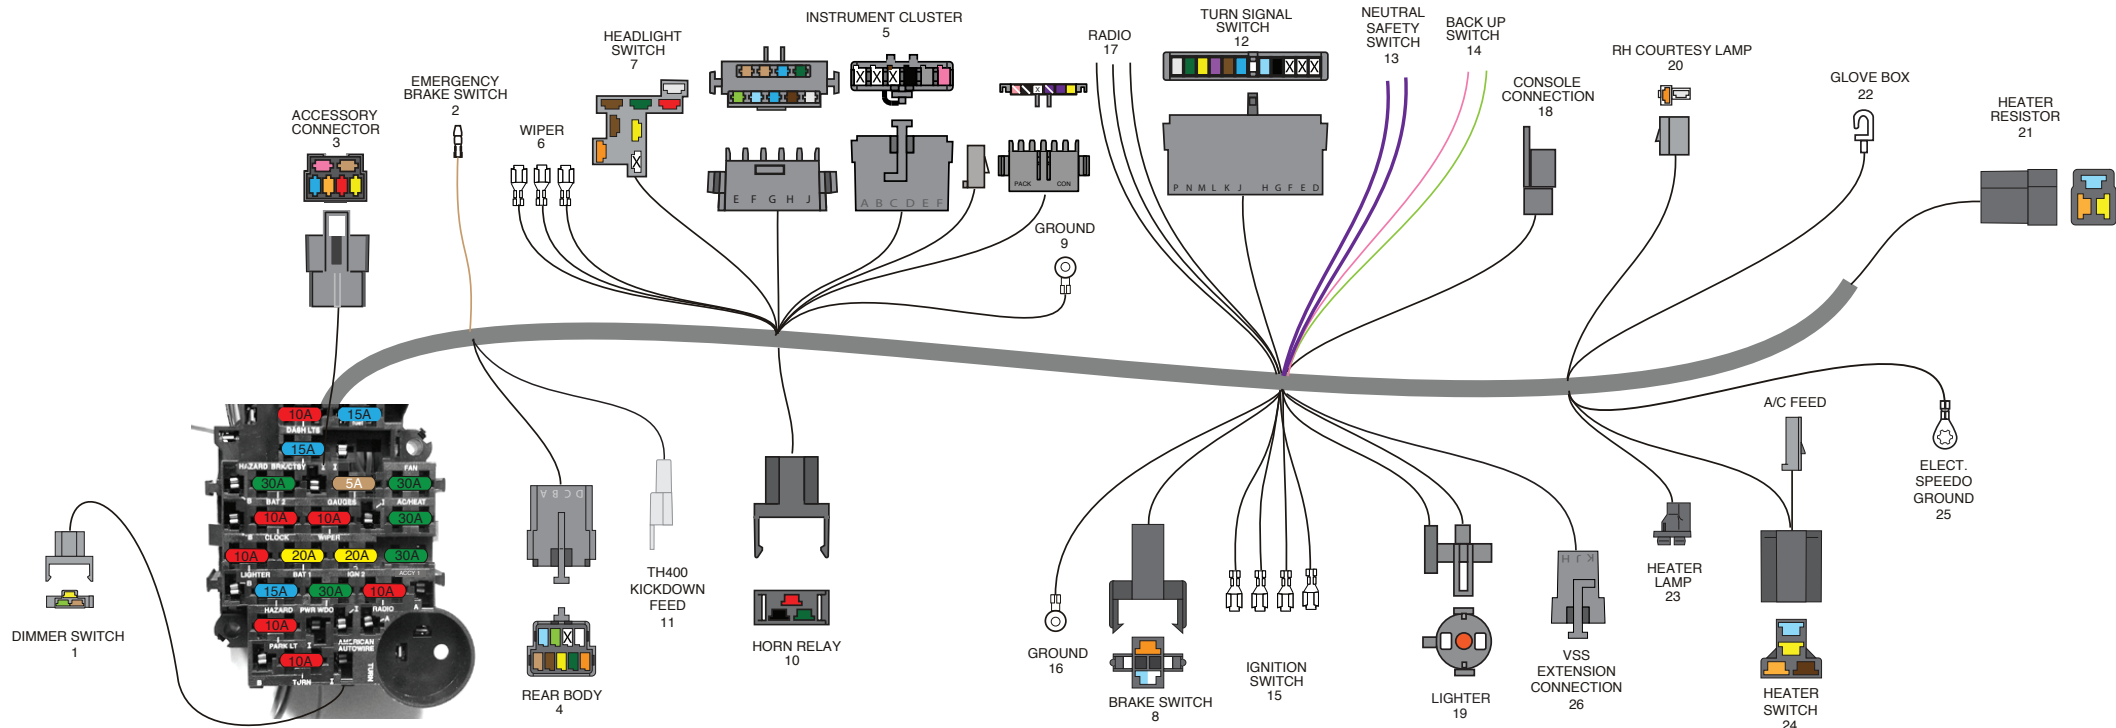 INSTRUMENT CLUSTER
5
TURN SIGNAL
SWITCH
12
NEUTRAL
SAFETY
SWITCH
13
BACK UP
SWITCH
14
HEADLIGHT
SWITCH
7
RADIO
17
RH COURTESY LAMP
20
GLOVE BOX
22
HEATER
RESISTOR
21
EMERGENCY
BRAKE SWITCH
2
CONSOLE
CONNECTION
18
ACCESSORY
CONNECTOR
3
WIPER
6
E F G H J
A B C D E F
PACK CON
P N M L K J H G F E D
GROUND
9
10A 15A
DASH LTS
15A
FAN
30A 5A 30A
BAT 2 GAUGES AC/HEAT
10A 10A 30A
CLOCK WIPER
10A 20A 20A 30A
LIGHTER BAT 1 IGN 2 ACCY 1
15A 30A 10A
HAZARD PWR WDO RADIO
10A
PARK LT
AMERICAN
AUTOWIRE
10A
TURN
TURN
DIMMER SWITCH
1
D C B A
REAR BODY
4
TH400
KICKDOWN
FEED
11
HORN RELAY
10
GROUND
16
BRAKE SWITCH
8
IGNITION
SWITCH
15
LIGHTER
19
K J H
VSS
EXTENSION
CONNECTION
26
HEATER
LAMP
23
A/C FEED
HEATER
SWITCH
24
ELECT.
SPEEDO
GROUND
25